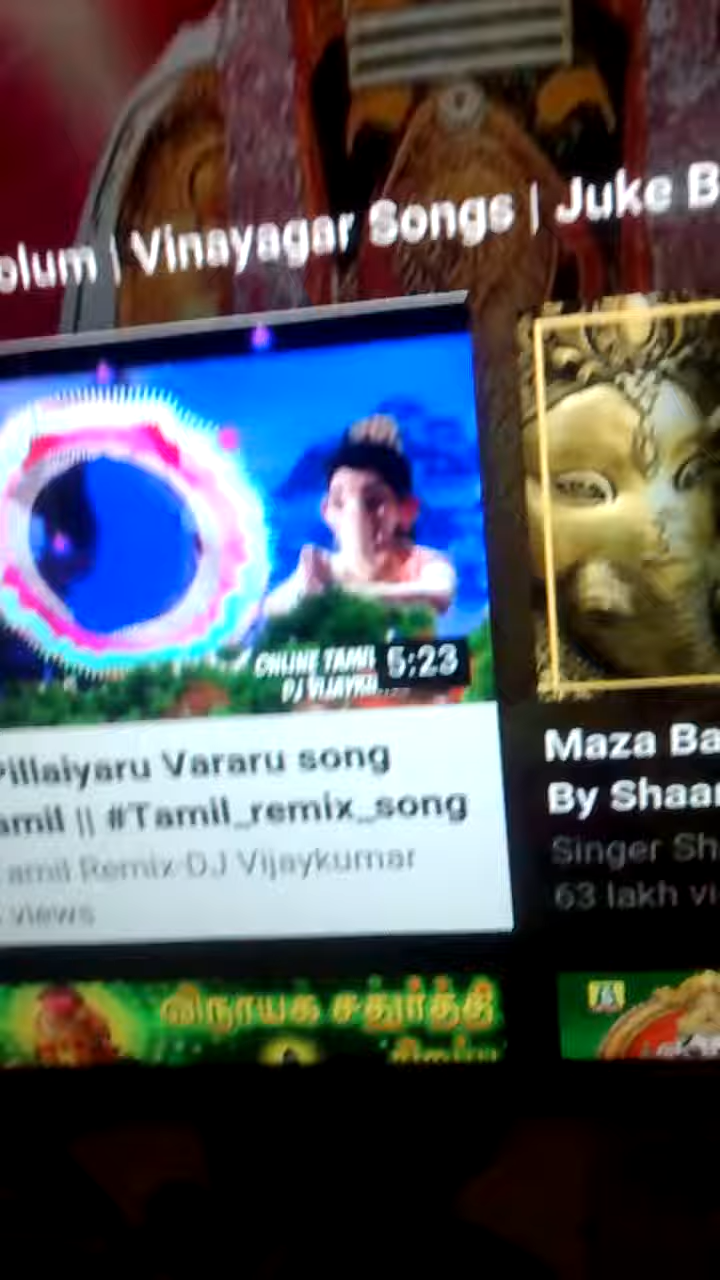 olum | Vinayagar Songs | Juke B
ONLINE TAMIL
5:23
Pillaiyaru Vararu song
amil || #Tamil_remix_song
amil Remix DJ Vijaykumar
views
Maza Ba
By Shaa
Singer Sh
63 lakh vi
விநாயக சதுர்த்தி